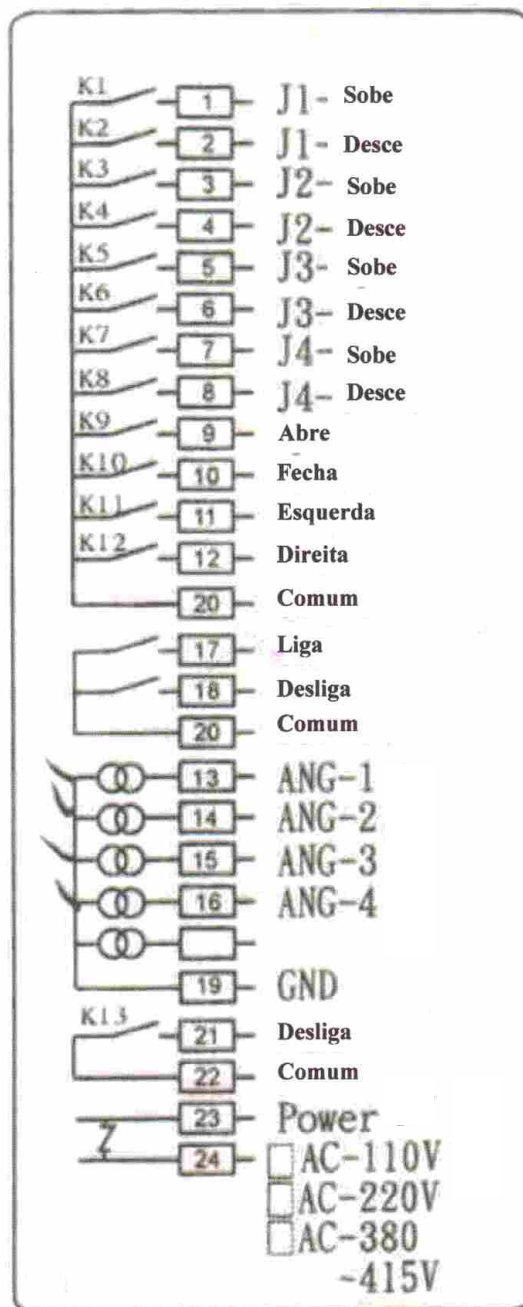 K1 1 J1- Sobe
K2 2 J1- Desce
K3 3 J2- Sobe
K4 4 J2- Desce
K5 5 J3- Sobe
K6 6 J3- Desce
K7 7 J4- Sobe
K8 8 J4- Desce
K9 9 Abre
K10 10 Fecha
K11 11 Esquerda
K12 12 Direita
20 Comum
17 Liga
18 Desliga
20 Comum
13 ANG-1
14 ANG-2
15 ANG-3
16 ANG-4
19 GND
K13 21 Desliga
22 Comum
23 Power
24 AC-110V
AC-220V
AC-380
~415V